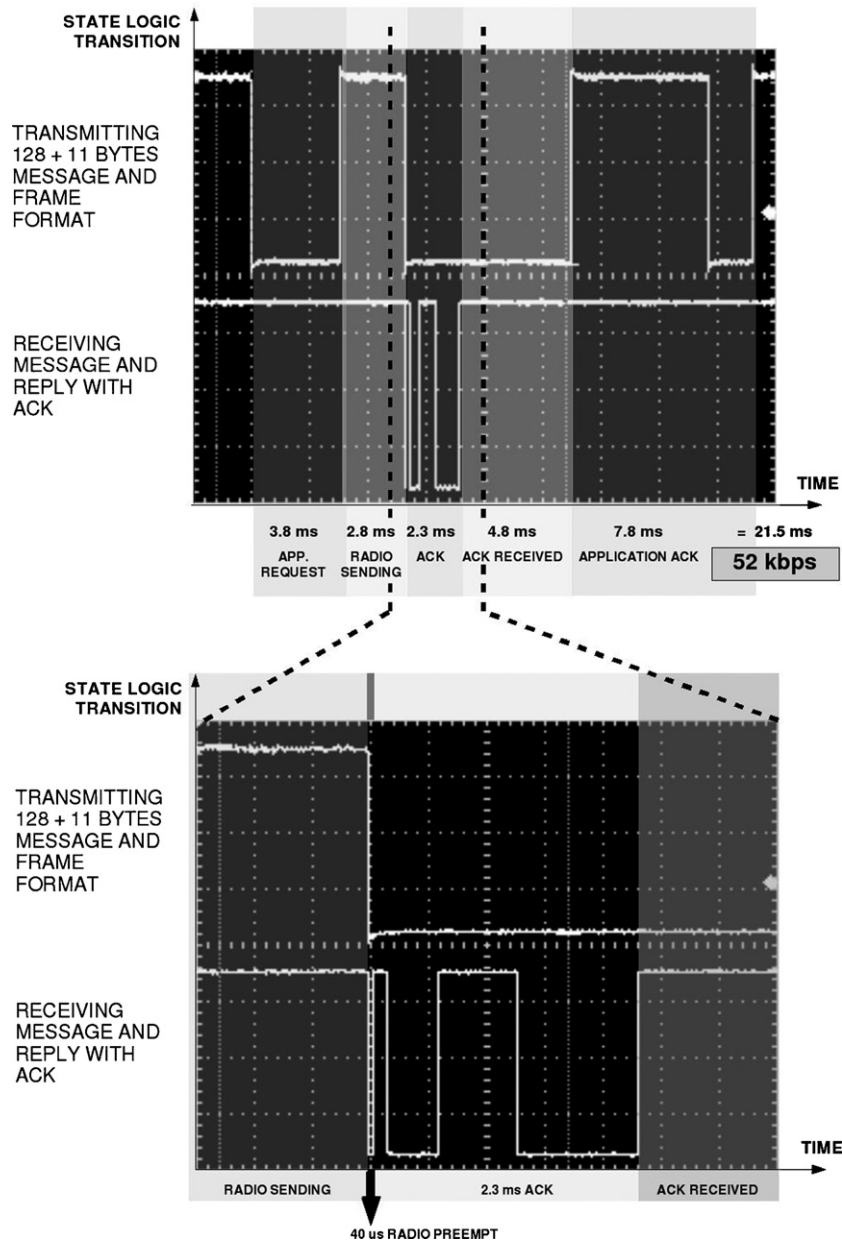 STATE LOGIC
TRANSITION
TRANSMITTING
128 + 11 BYTES
MESSAGE AND
FRAME
FORMAT
RECEIVING
MESSAGE AND
REPLY WITH
ACK
TIME
3.8 ms 2.8 ms 2.3 ms 4.8 ms 7.8 ms = 21.5 ms
APP. RADIO ACK ACK RECEIVED APPLICATION ACK
REQUEST SENDING
52 kbps
STATE LOGIC
TRANSITION
TRANSMITTING
128 + 11 BYTES
MESSAGE AND
FRAME
FORMAT
RECEIVING
MESSAGE AND
REPLY WITH
ACK
TIME
RADIO SENDING 2.3 ms ACK ACK RECEIVED
40 us RADIO PREEMPT